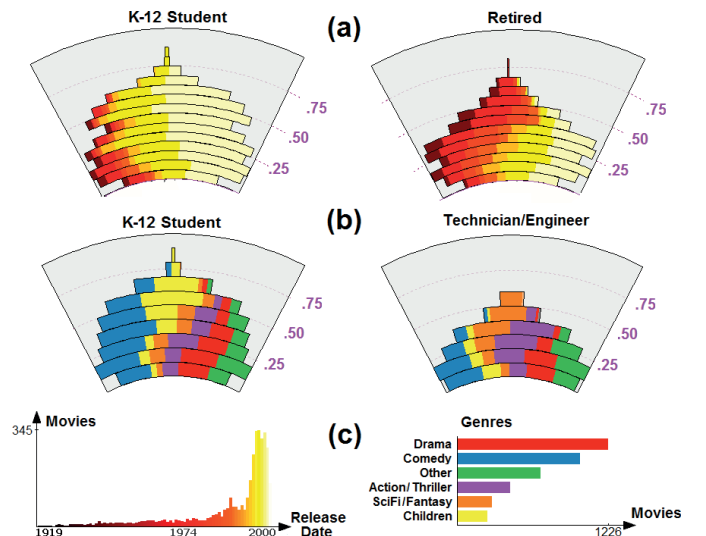 K-12 Student
(a)
Retired
.75
.50
.25
.75
.50
.25
K-12 Student
(b)
Technician/Engineer
.75
.50
.25
.75
.50
.25
Movies
345
1919
1974
2000
Release
Date
(c)
Genres
Drama
Comedy
Other
Action/Thriller
SciFi/Fantasy
Children
Movies
1226